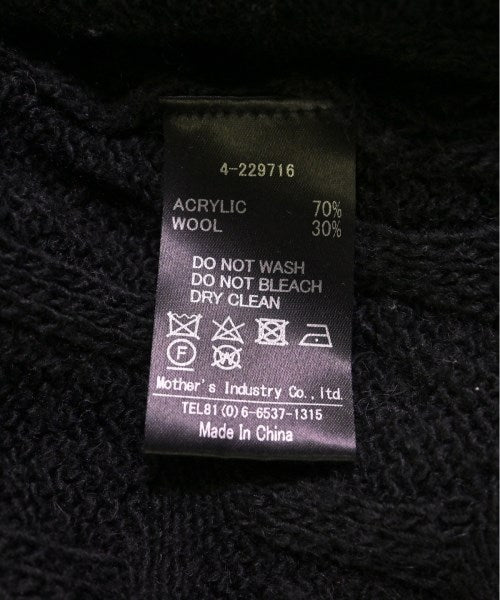 4-229716
ACRYLIC 70%
WOOL 30%
DO NOT WASH
DO NOT BLEACH
DRY CLEAN
F W
Mother's Industry Co.,ltd.
TEL81(0)6-6537-1315
Made In China